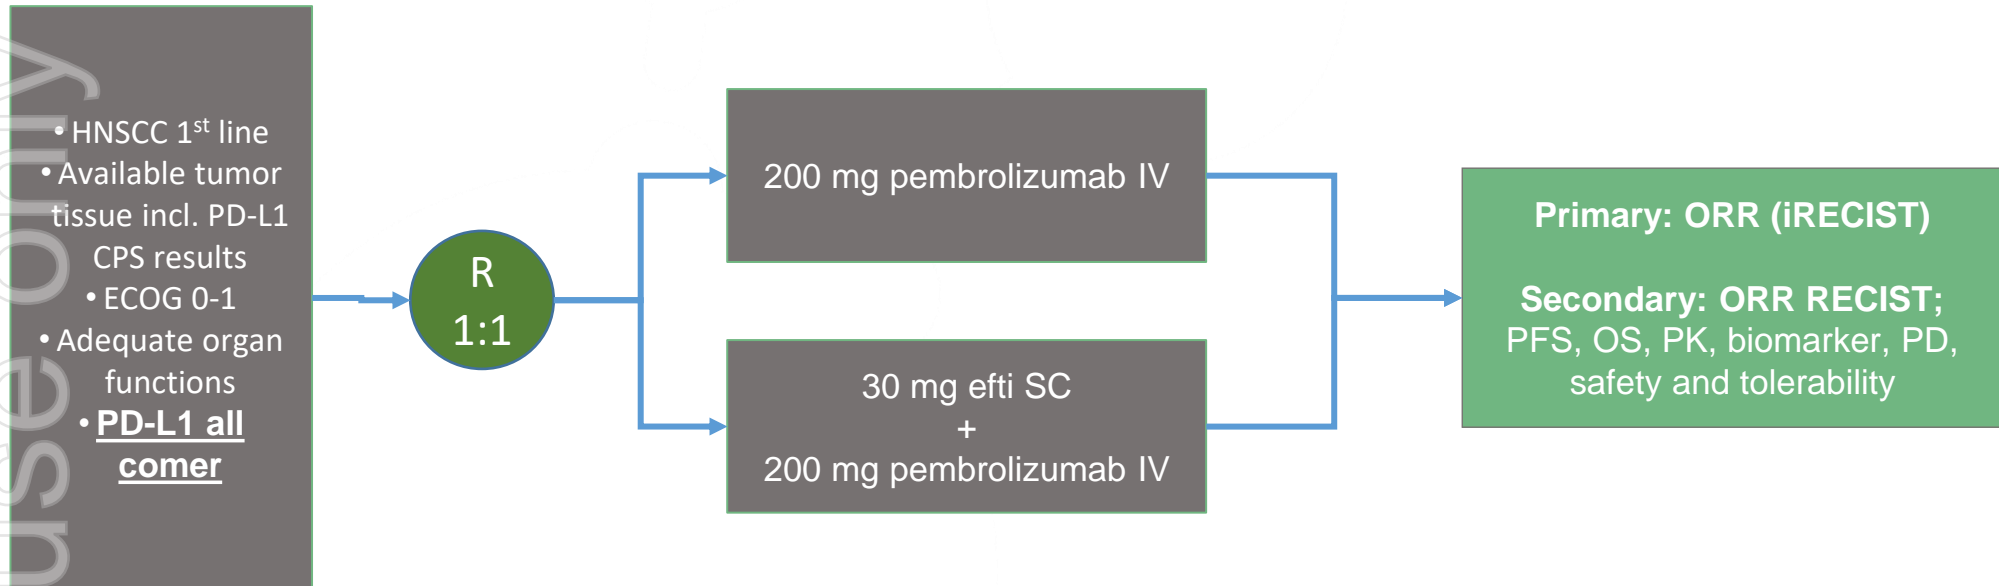 use only
• HNSCC 1st line
• Available tumor
tissue incl. PD-L1
CPS results
• ECOG 0-1
• Adequate organ
functions
• PD-L1 all
comer
R
1:1
200 mg pembrolizumab IV
30 mg efti SC
+
200 mg pembrolizumab IV
Primary: ORR (iRECIST)
Secondary: ORR RECIST;
PFS, OS, PK, biomarker, PD,
safety and tolerability